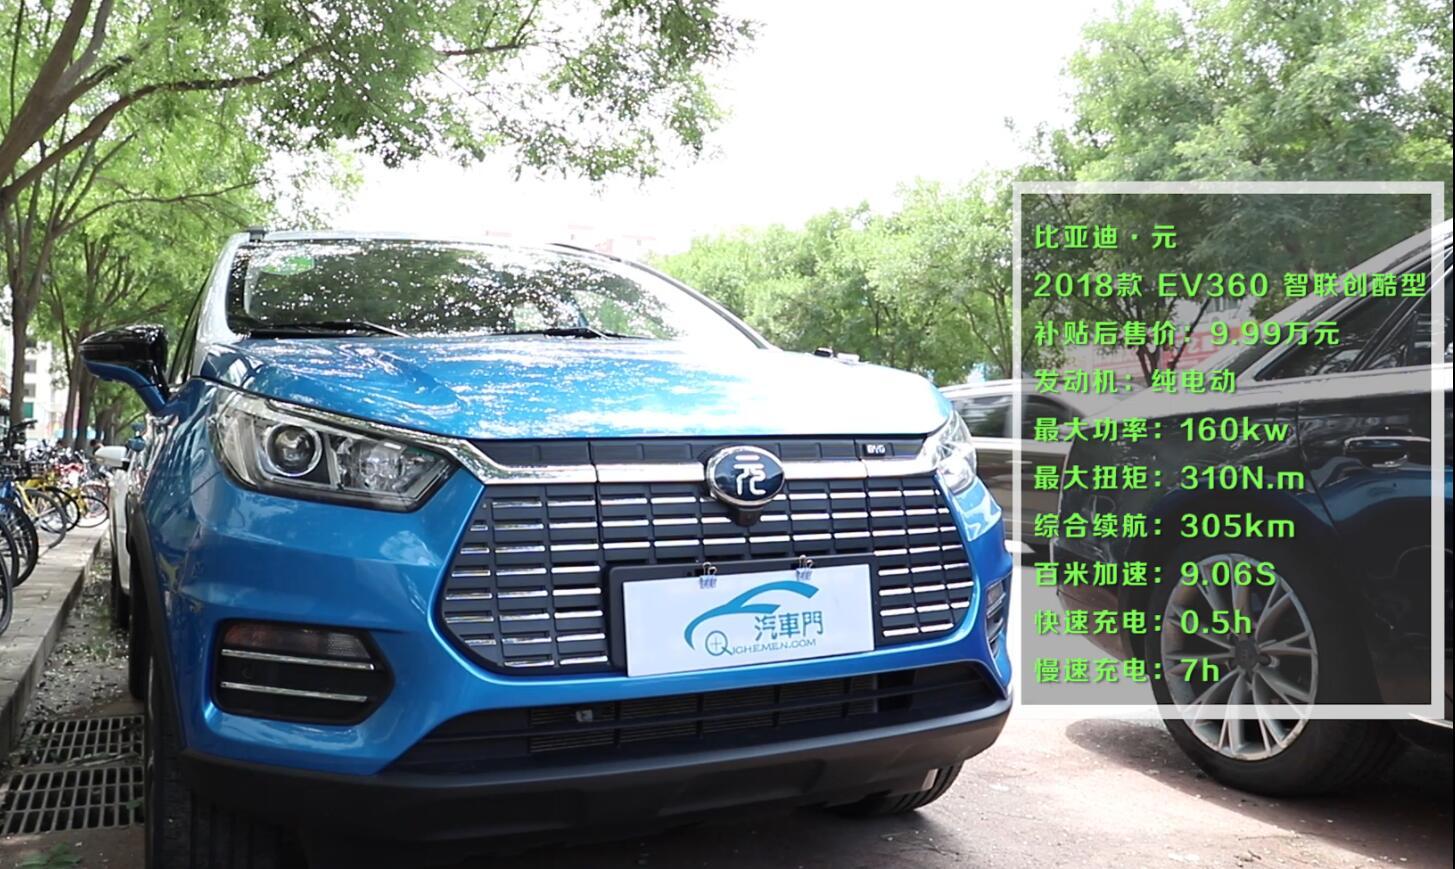 比亚迪·元
2018款 EV360 智联创酷型
补贴后售价：9.99万元
发动机：纯电动
最大功率：160kw
最大扭矩：310N.m
综合续航：305km
百米加速：9.06S
快速充电：0.5h
慢速充电：7h
BYD
元
汽車門
QICHEMEN.COM